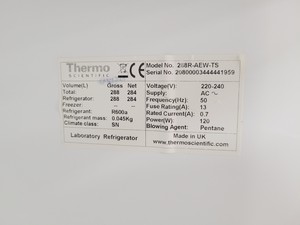 Thermo
SCIENTIFIC
Model No. 288R-AEW-TS
Serial No. 20800003444441959
Volume(L) Gross Net
Total: 288 284
Refrigerator: 288 284
Freezer: -- --
Refrigerant: R600a
Refrigerant mass: 0.045Kg
Climate class: SN
Voltage(V): 220-240
Supply: AC ~
Frequency(Hz): 50
Fuse Rating(A): 13
Rated Current(A): 0.7
Power(W): 120
Blowing Agent: Pentane
Laboratory Refrigerator
Made in UK
www.thermoscientific.com